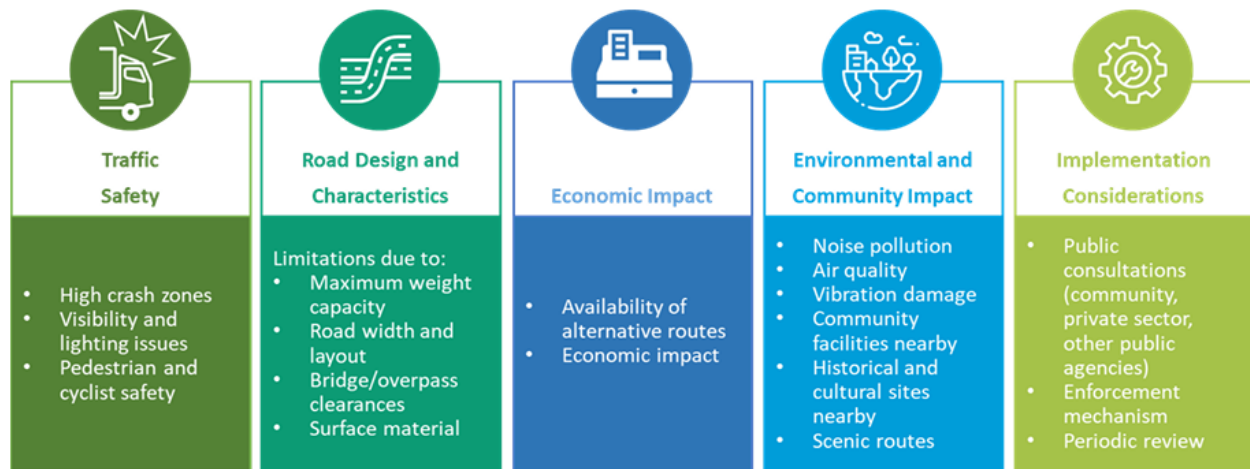 Traffic
Safety
• High crash zones
• Visibility and
lighting issues
• Pedestrian and
cyclist safety
Road Design and
Characteristics
Limitations due to:
• Maximum weight
capacity
• Road width and
layout
• Bridge/overpass
clearances
• Surface material
Economic Impact
• Availability of
alternative routes
• Economic impact
Environmental and
Community Impact
• Noise pollution
• Air quality
• Vibration damage
• Community
facilities nearby
• Historical and
cultural sites
nearby
• Scenic routes
Implementation
Considerations
• Public
consultations
(community,
private sector,
other public
agencies)
• Enforcement
mechanism
• Periodic review